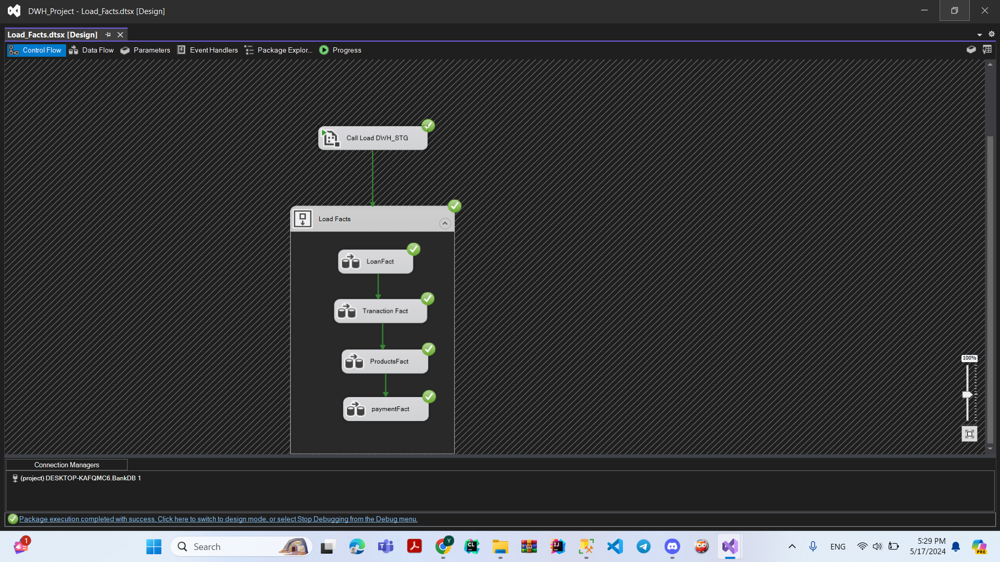 DWH_Project - Load_Facts.dtsx [Design]
Load_Facts.dtsx [Design]
Control Flow Data Flow Parameters Event Handlers Package Explor... Progress
Call Load DWH_STG
Load Facts
LoanFact
Tranaction Fact
ProductsFact
paymentFact
100%
Connection Managers
(project) DESKTOP-KAFQMC6.BankDB 1
Package execution completed with success. Click here to switch to design mode, or select Stop Debugging from the Debug menu.
1
Search
Y
CL
IJ
ENG
5:29 PM
5/17/2024
PRE